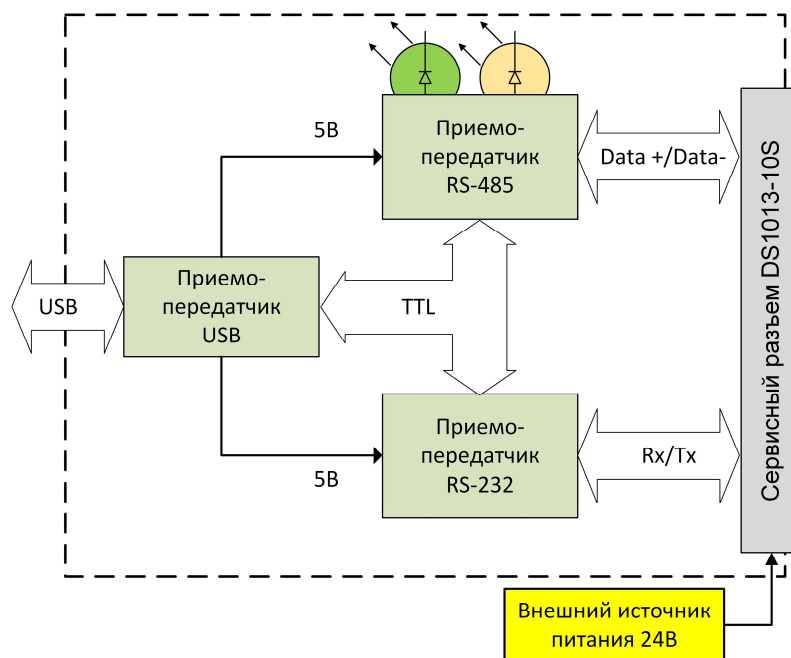 5В
Приемо-
передатчик
RS-485
Data +/Data-
Сервисный разъем DS1013-10S
USB
Приемо-
передатчик
USB
TTL
5В
Приемо-
передатчик
RS-232
Rx/Tx
Внешний источник
питания 24В